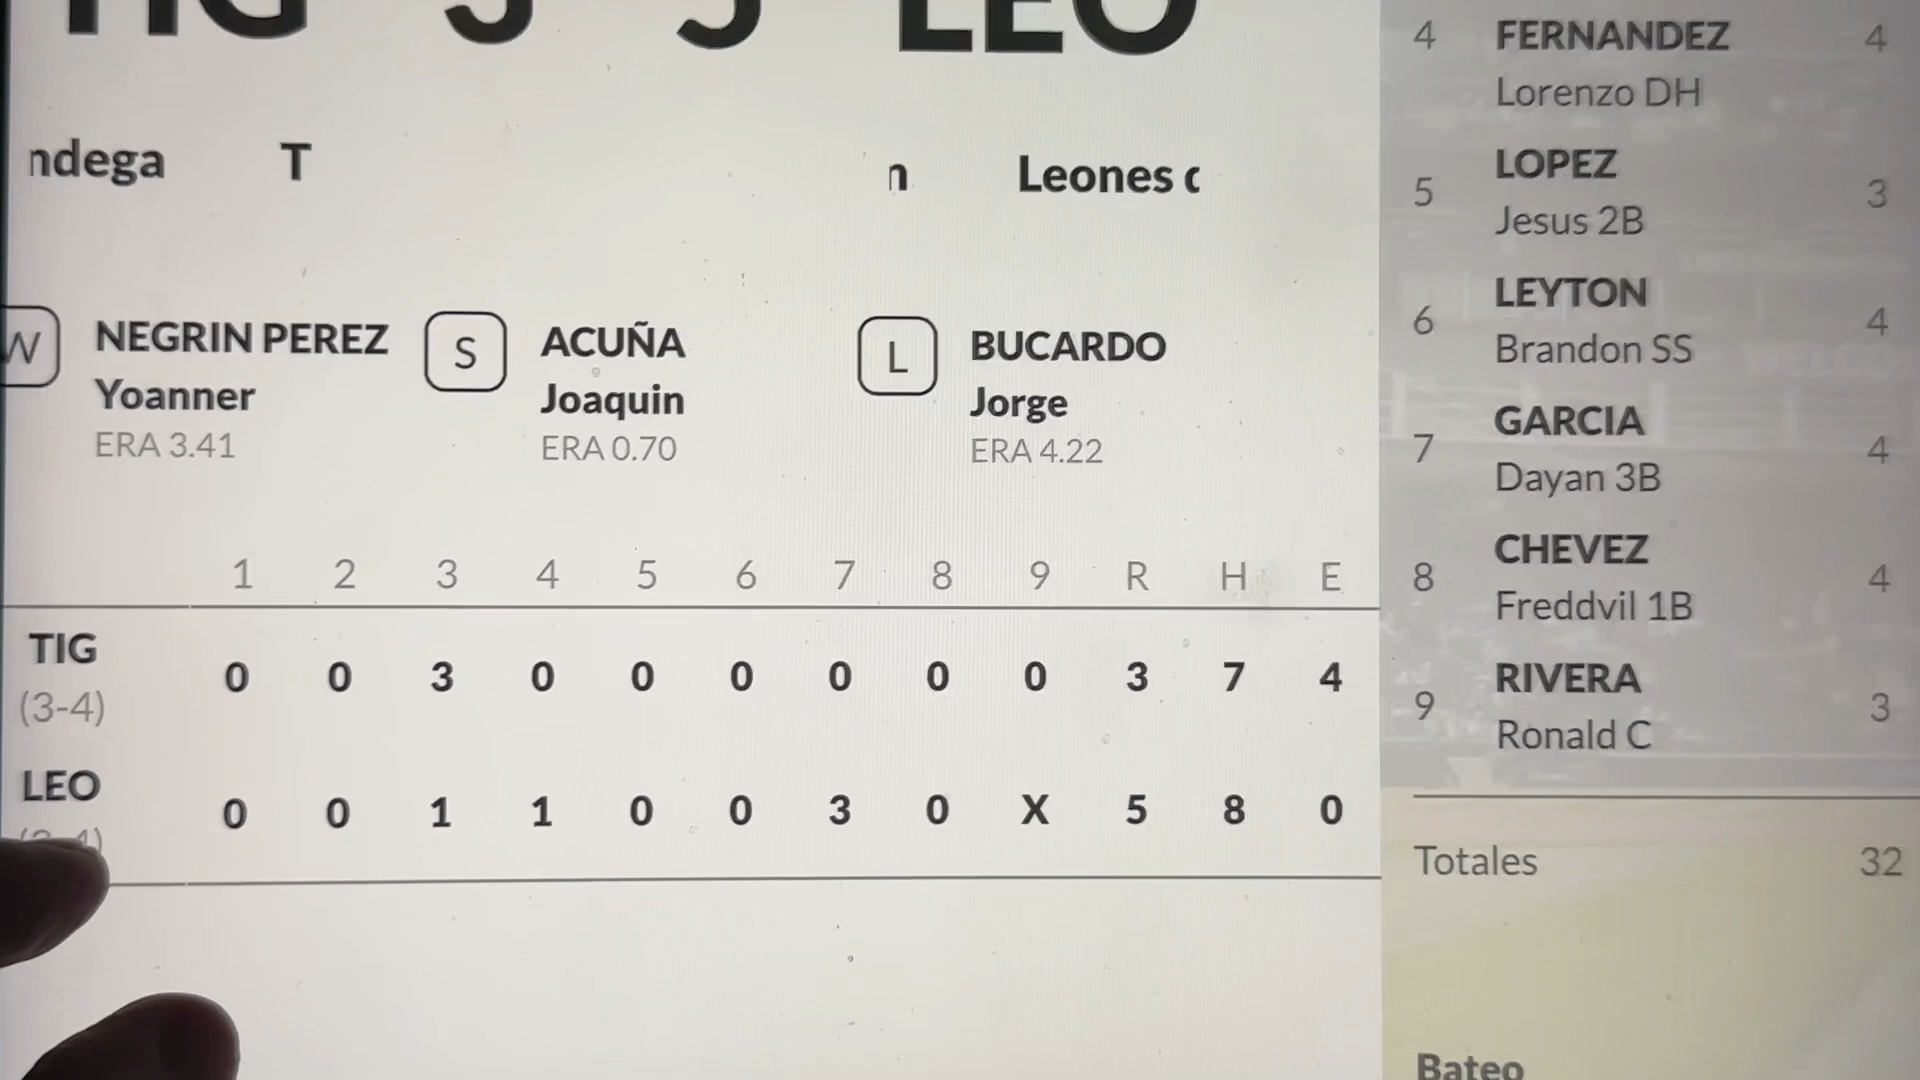 TIG 3 5 LEO
ndega T n Leones
NEGRIN PEREZ
Yoanner
ERA 3.41
S
ACUÑA
Joaquin
ERA 0.70
L
BUCARDO
Jorge
ERA 4.22
1 2 3 4 5 6 7 8 9 R H E
TIG 0 0 3 0 0 0 0 0 0 3 7 4
(3-4)
LEO 0 0 1 1 0 0 3 0 X 5 8 0
4 FERNANDEZ 4
Lorenzo DH
5 LOPEZ 3
Jesus 2B
6 LEYTON 4
Brandon SS
7 GARCIA 4
Dayan 3B
8 CHEVEZ 4
Freddvil 1B
9 RIVERA 3
Ronald C
Totales 32
Bateo